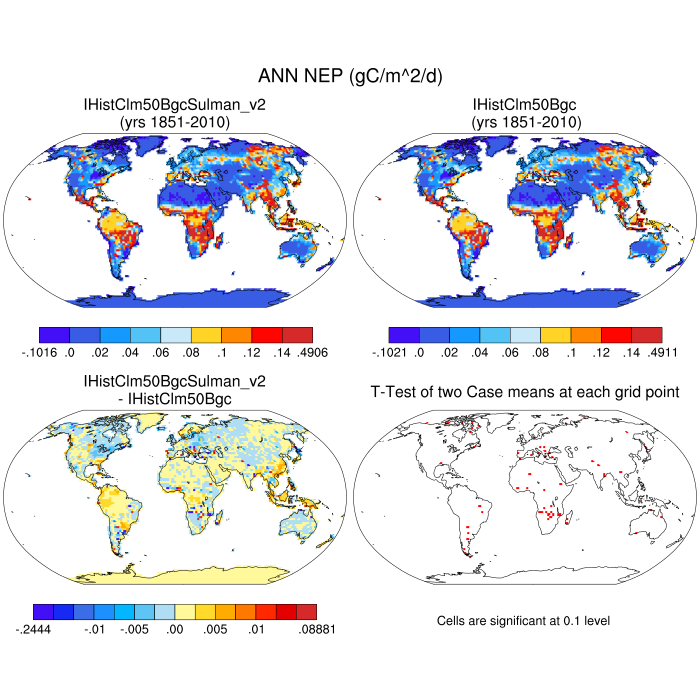 ANN NEP (gC/m^2/d)
IHistClm50BgcSulman_v2
(yrs 1851-2010)
IHistClm50Bgc
(yrs 1851-2010)
-.1016 .0 .02 .04 .06 .08 .1 .12 .14 .4906
-.1021 .0 .02 .04 .06 .08 .1 .12 .14 .4911
IHistClm50BgcSulman_v2
- IHistClm50Bgc
T-Test of two Case means at each grid point
-.2444 -.01 -.005 .00 .005 .01 .08881
Cells are significant at 0.1 level